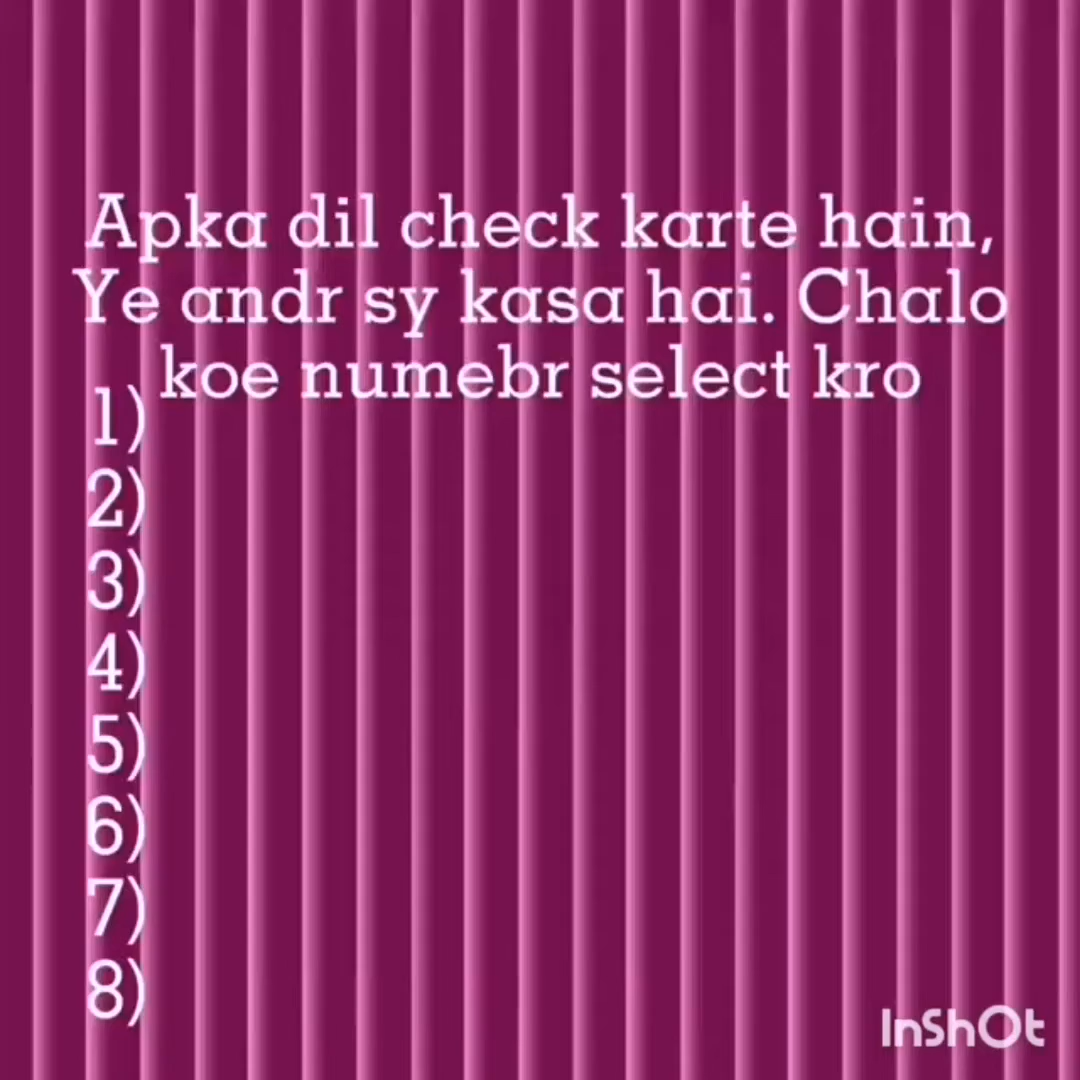 Apka dil check karte hain,
Ye andr sy kasa hai. Chalo
koe numebr select kro
1)
2)
3)
4)
5)
6)
7)
8)
InShOt